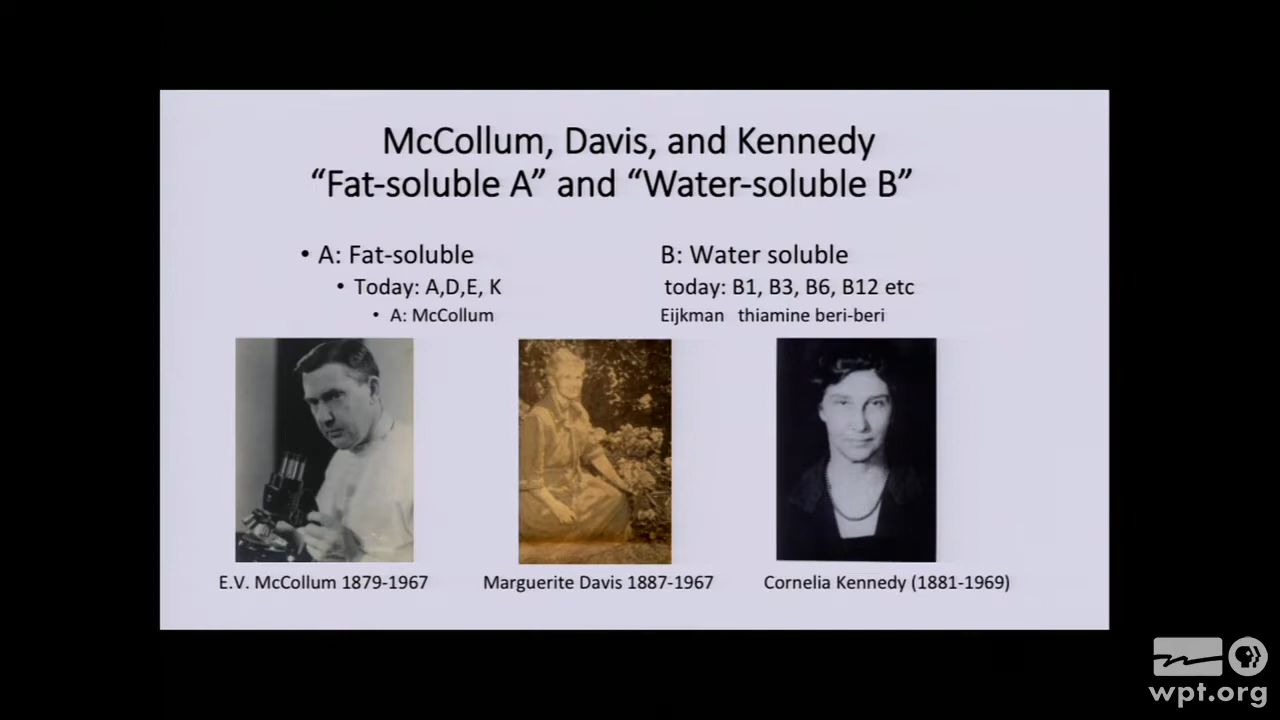 McCollum, Davis, and Kennedy
“Fat-soluble A” and “Water-soluble B”
• A: Fat-soluble
• Today: A,D,E, K
• A: McCollum
B: Water soluble
today: B1, B3, B6, B12 etc
Eijkman thiamine beri-beri
E.V. McCollum 1879-1967
Marguerite Davis 1887-1967
Cornelia Kennedy (1881-1969)
wpt.org